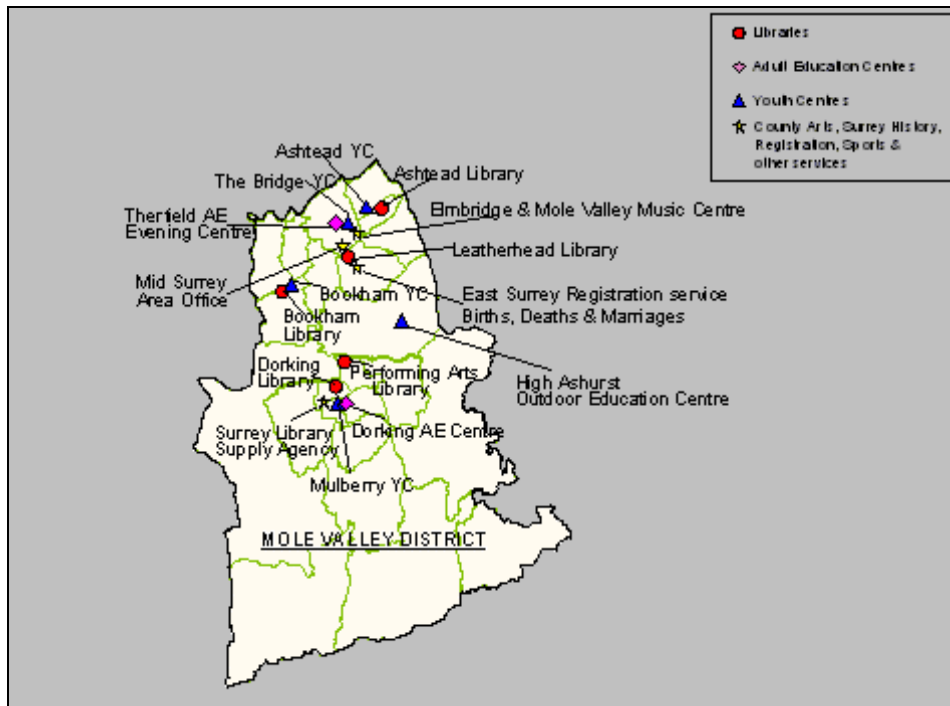 Libraries
Adult Education Centres
Youth Centres
County Arts, Surrey History,
Registration, Sports &
other services
Ashtead YC
The Bridge YC
Ashtead Library
Therfield AE
Evening Centre
Elmbridge & Mole Valley Music Centre
Leatherhead Library
Mid Surrey
Area Office
Bookham YC
Bookham
Library
East Surrey Registration service
Births, Deaths & Marriages
Dorking
Library
Performing Arts
Library
High Ashurst
Outdoor Education Centre
Surrey Library
Supply Agency
Dorking AE Centre
Mulberry YC
MOLE VALLEY DISTRICT